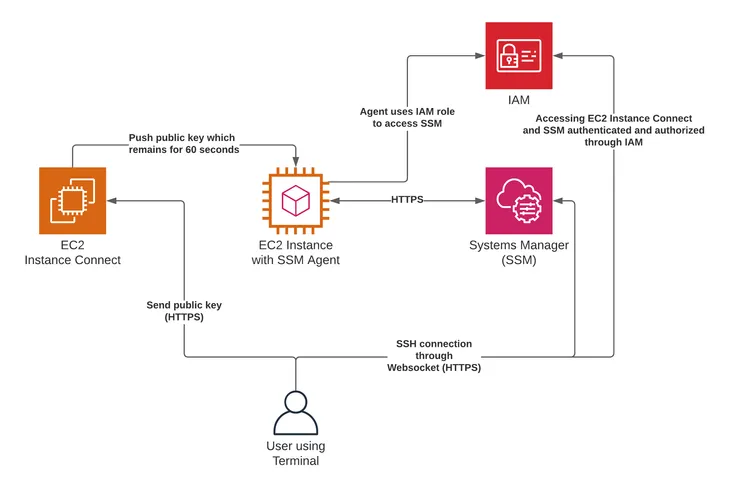 IAM
Agent uses IAM role
to access SSM
Accessing EC2 Instance Connect
and SSM authenticated and authorized
through IAM
Push public key which
remains for 60 seconds
HTTPS
EC2
Instance Connect
EC2 Instance
with SSM Agent
Systems Manager
(SSM)
Send public key
(HTTPS)
SSH connection
through
Websocket (HTTPS)
User using
Terminal